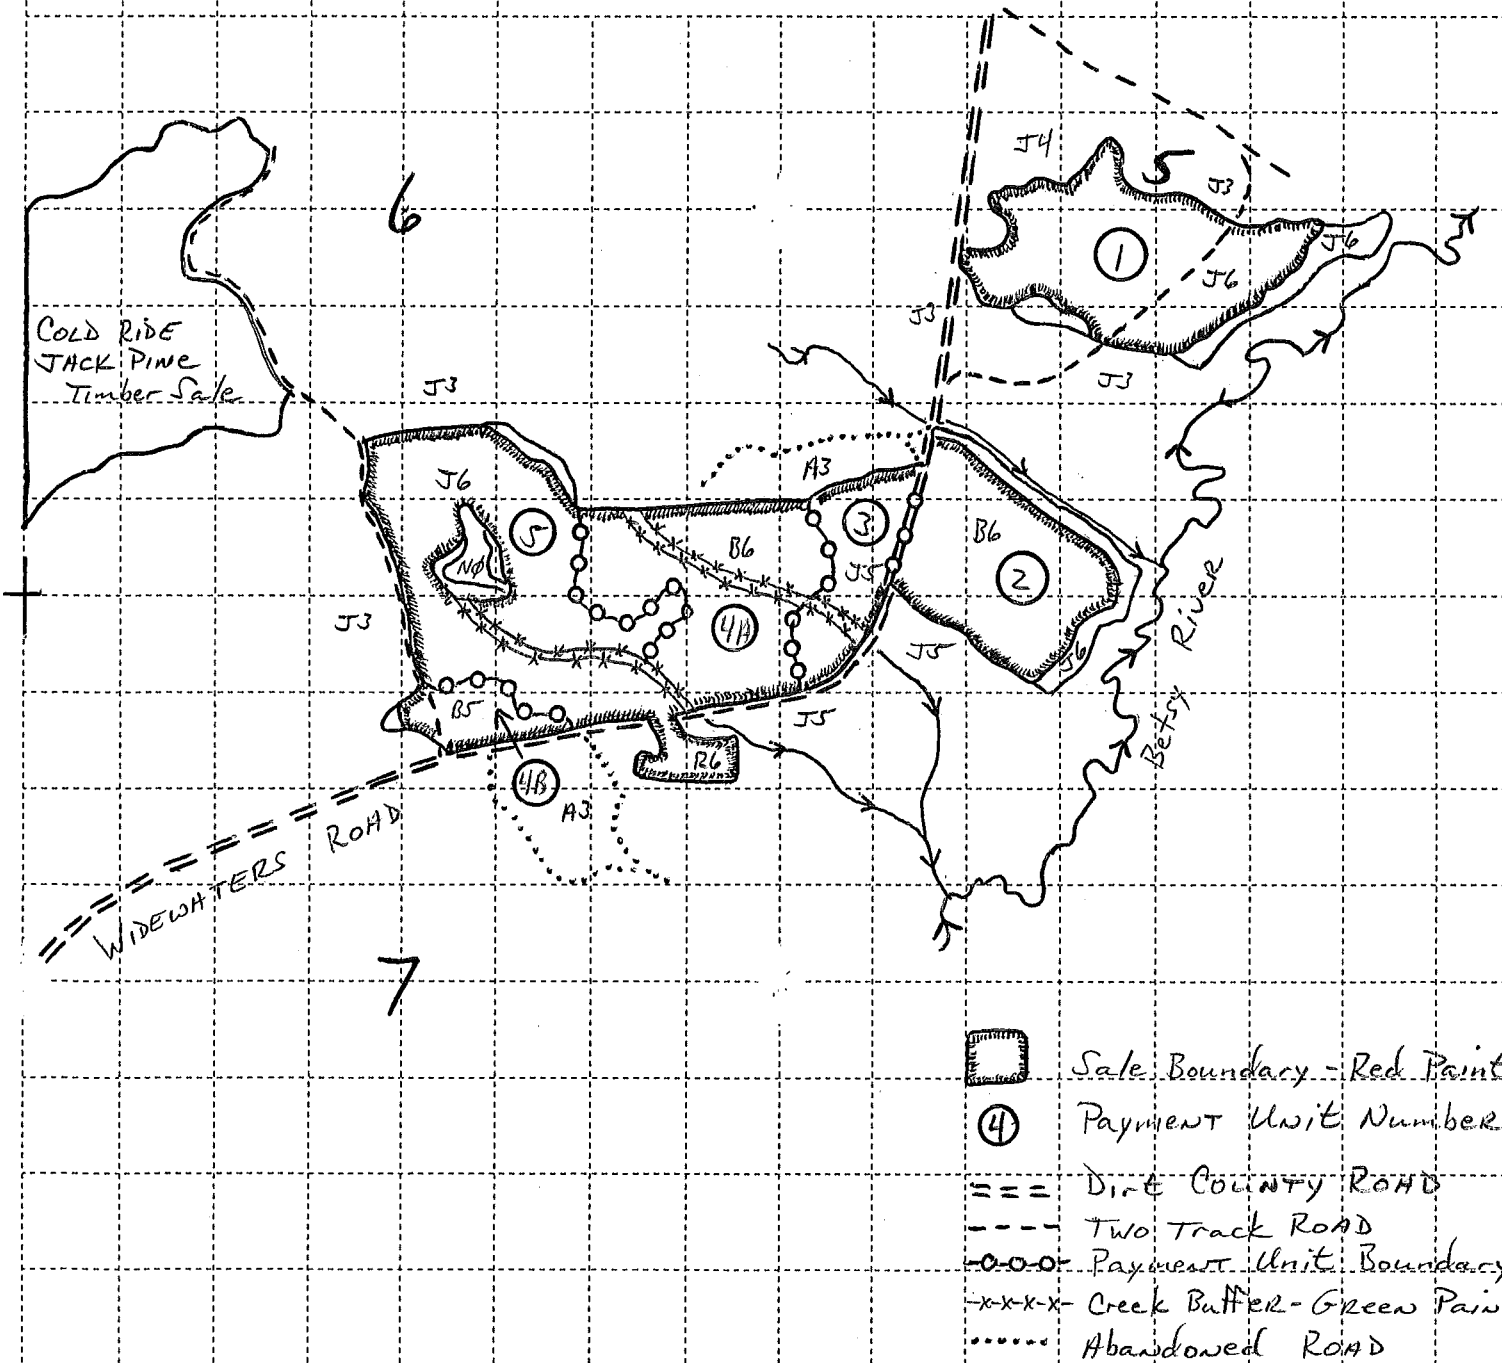 J4
5
J3
6
1
J6
J6
J3
COLD RIDE
JACK PINE
Timber Sale
J3
J3
A3
J6
5
3
B6
B6
NØ
J5
2
J3
4A
J5
J6
River
Betsy
B5
J5
R6
4B
A3
WIDEWATERS ROAD
7
Sale Boundary - Red Paint
4 Payment Unit Number
=== Dirt County ROAD
---- Two Track ROAD
-o-o-o- Payment Unit Boundary
-x-x-x-x- Creek Buffer - Green Pain
....... Abandoned ROAD